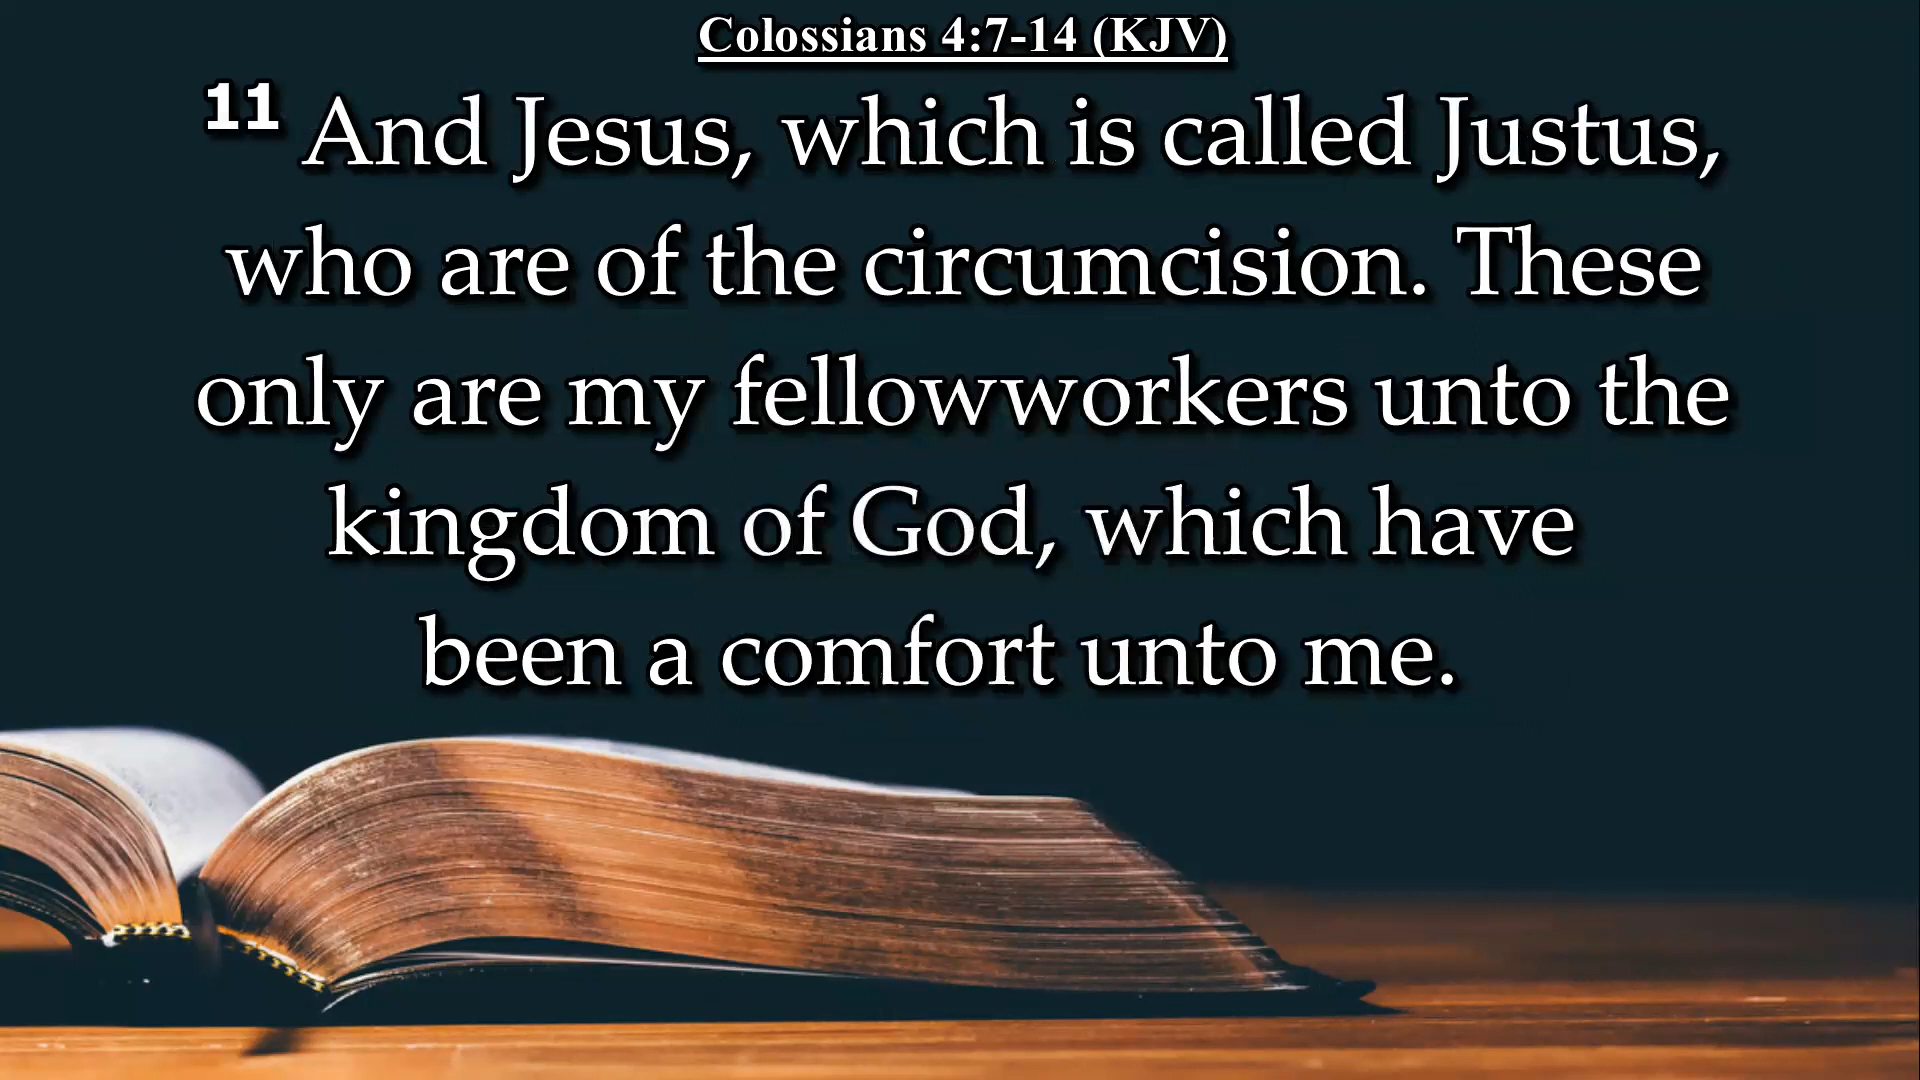 Colossians 4:7-14 (KJV)
11 And Jesus, which is called Justus,
who are of the circumcision. These
only are my fellowworkers unto the
kingdom of God, which have
been a comfort unto me.